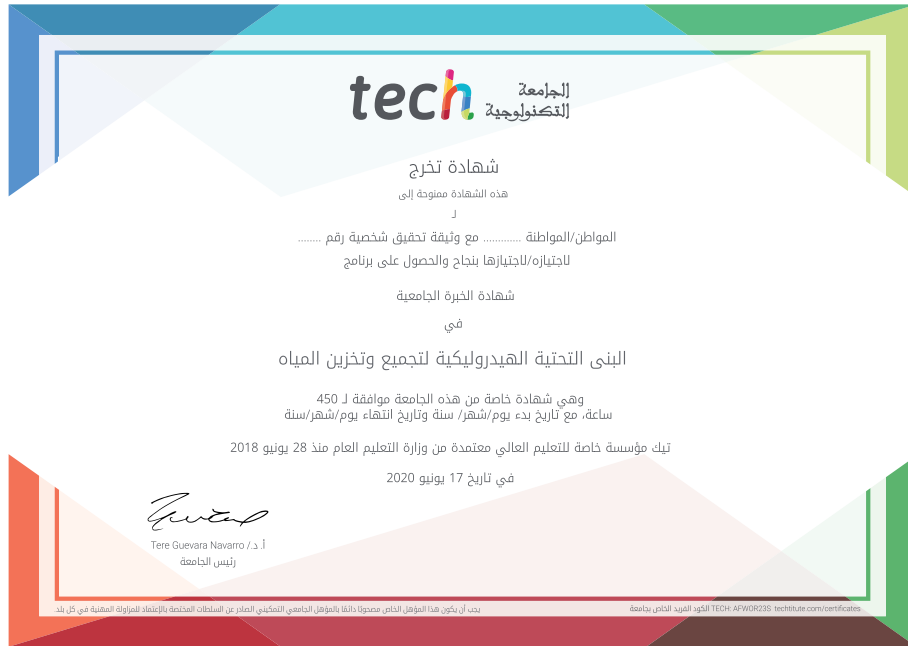 tech الجامعة
التكنولوجية
شهادة تخرج
هذه الشهادة ممنوحة إلى
لـ
المواطن/المواطنة ............. مع وثيقة تحقيق شخصية رقم ........
لاجتيازه/لاجتيازها بنجاح والحصول على برنامج
شهادة الخبرة الجامعية
في
البنى التحتية الهيدروليكية لتجميع وتخزين المياه
وهي شهادة خاصة من هذه الجامعة موافقة لـ 450
ساعة، مع تاريخ بدء يوم/شهر/ سنة وتاريخ انتهاء يوم/شهر/سنة
تيك مؤسسة خاصة للتعليم العالي معتمدة من وزارة التعليم العام منذ 28 يونيو 2018
في تاريخ 17 يونيو 2020
أ. د./ Tere Guevara Navarro
رئيس الجامعة
يجب أن يكون هذا المؤهل الخاص مصحوبًا دائمًا بالمؤهل الجامعي التمكيني الصادر عن السلطات المختصة بالإعتماد للمزاولة المهنية في كل بلد.
الكود الفريد الخاص بجامعة TECH: AFWOR23S techtitute.com/certificates